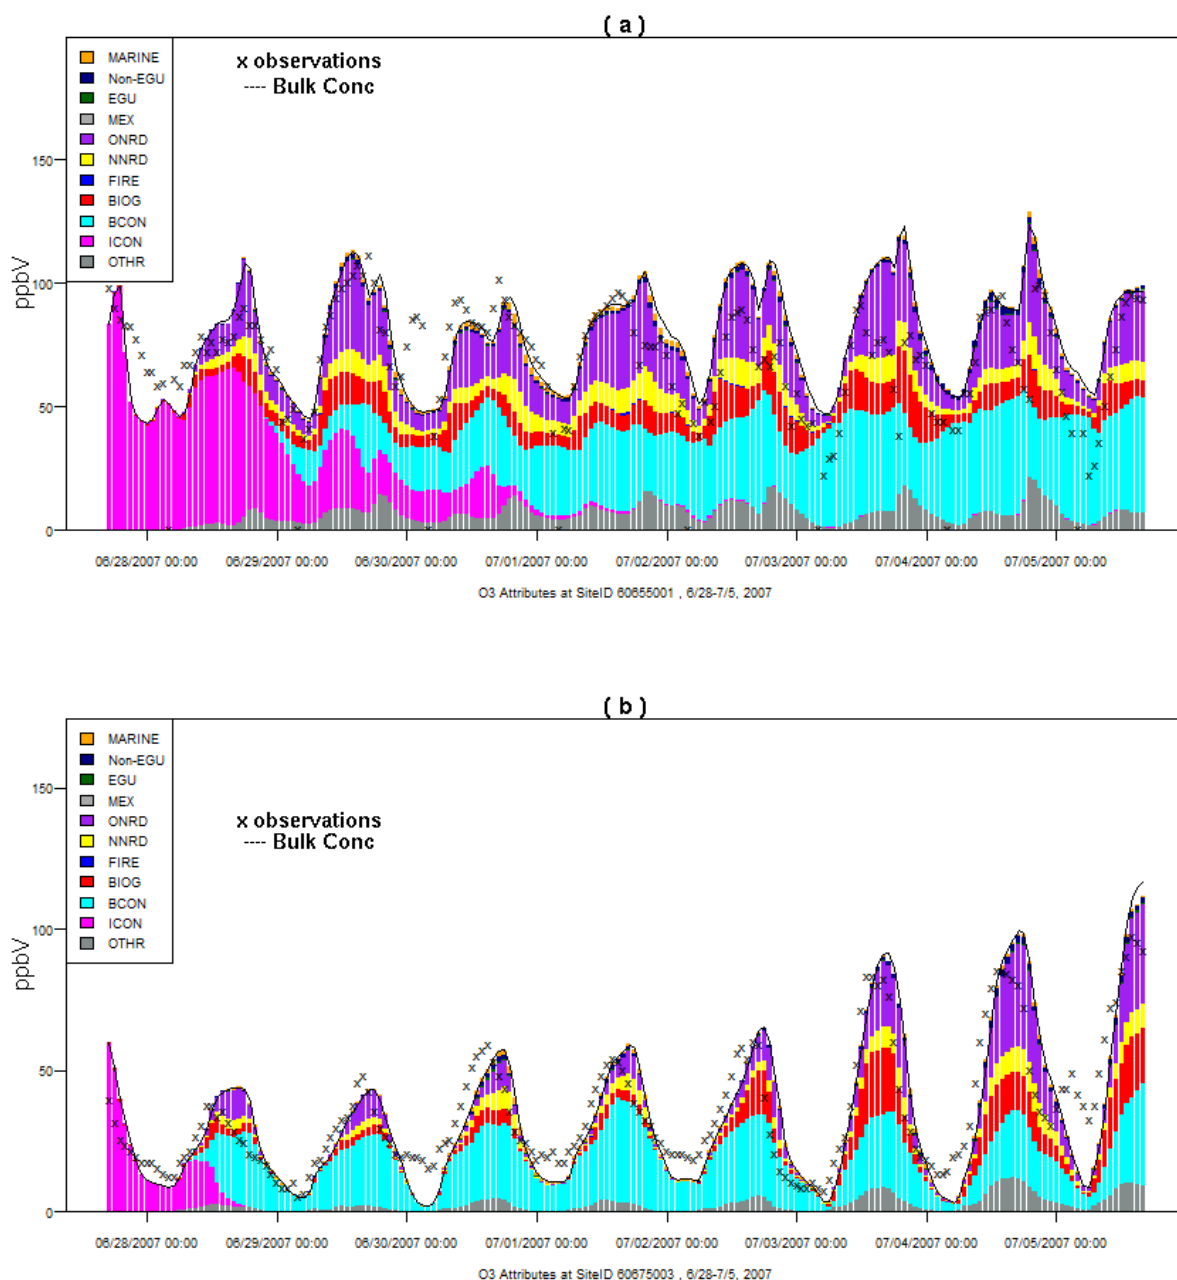 ( a )
MARINE
Non-EGU
EGU
MEX
ONRD
NNRD
FIRE
BIOG
BCON
ICON
OTHR
x observations
---- Bulk Conc
ppbV
150
100
50
0
06/28/2007 00:00 06/29/2007 00:00 06/30/2007 00:00 07/01/2007 00:00 07/02/2007 00:00 07/03/2007 00:00 07/04/2007 00:00 07/05/2007 00:00
O3 Attributes at SiteID 60655001 , 6/28-7/5, 2007
( b )
MARINE
Non-EGU
EGU
MEX
ONRD
NNRD
FIRE
BIOG
BCON
ICON
OTHR
x observations
---- Bulk Conc
ppbV
150
100
50
0
06/28/2007 00:00 06/29/2007 00:00 06/30/2007 00:00 07/01/2007 00:00 07/02/2007 00:00 07/03/2007 00:00 07/04/2007 00:00 07/05/2007 00:00
O3 Attributes at SiteID 60675003 , 6/28-7/5, 2007